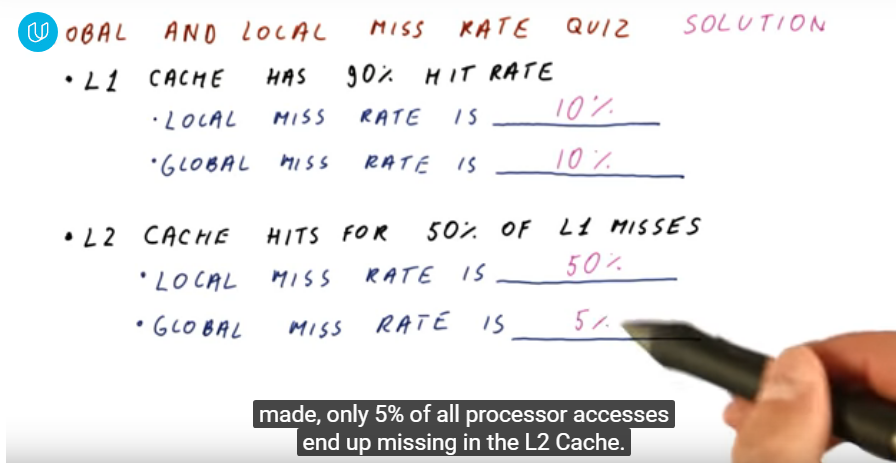 OBAL AND LOCAL MISS RATE QUIZ SOLUTION
• L1 CACHE HAS 90% HIT RATE
• LOCAL MISS RATE IS 10%
• GLOBAL MISS RATE IS 10%
• L2 CACHE HITS FOR 50% OF L1 MISSES
• LOCAL MISS RATE IS 50%
• GLOBAL MISS RATE IS 5%
made, only 5% of all processor accesses
end up missing in the L2 Cache.